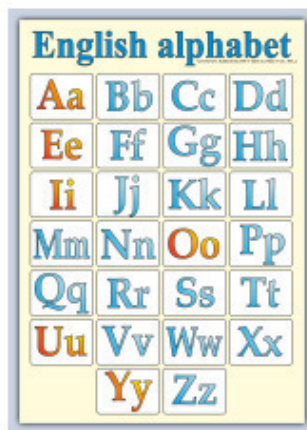 English alphabet
Aa Bb Cc Dd
Ee Ff Gg Hh
Ii Jj Kk Ll
Mm Nn Oo Pp
Qq Rr Ss Tt
Uu Vv Ww Xx
Yy Zz